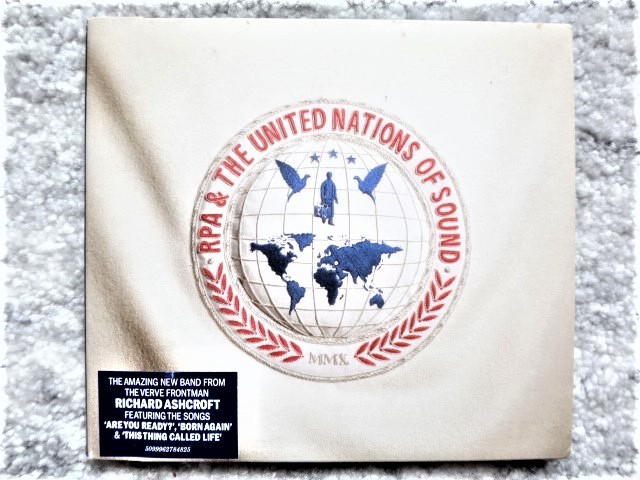 RPA & THE UNITED NATIONS OF SOUND
MMX
THE AMAZING NEW BAND FROM
THE VERVE FRONTMAN
RICHARD ASHCROFT
FEATURING THE SONGS
'ARE YOU READY?', 'BORN AGAIN'
& 'THIS THING CALLED LIFE'
5099962784825